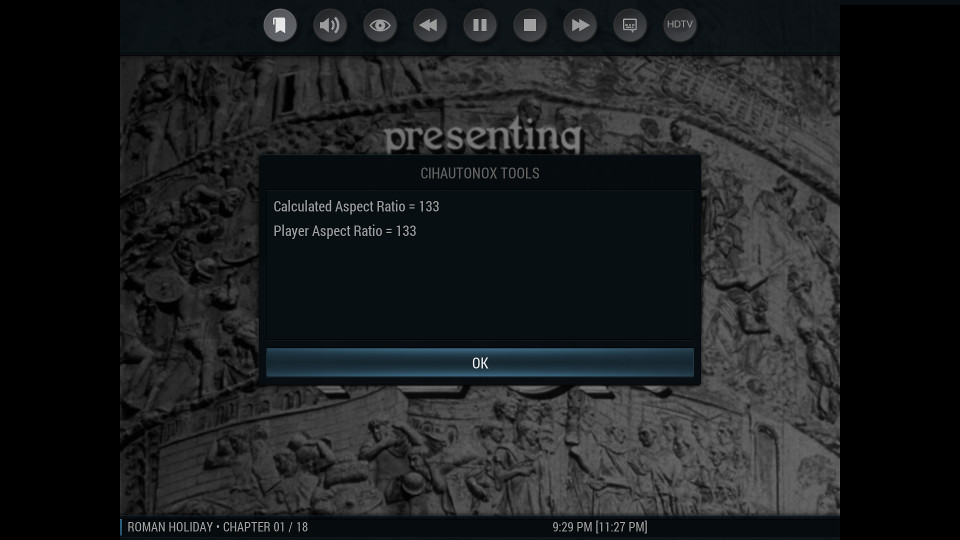 HDTV
presenting
CIHAUTONOX TOOLS
Calculated Aspect Ratio = 133
Player Aspect Ratio = 133
OK
ROMAN HOLIDAY • CHAPTER 01 / 18
9:29 PM [11:27 PM]